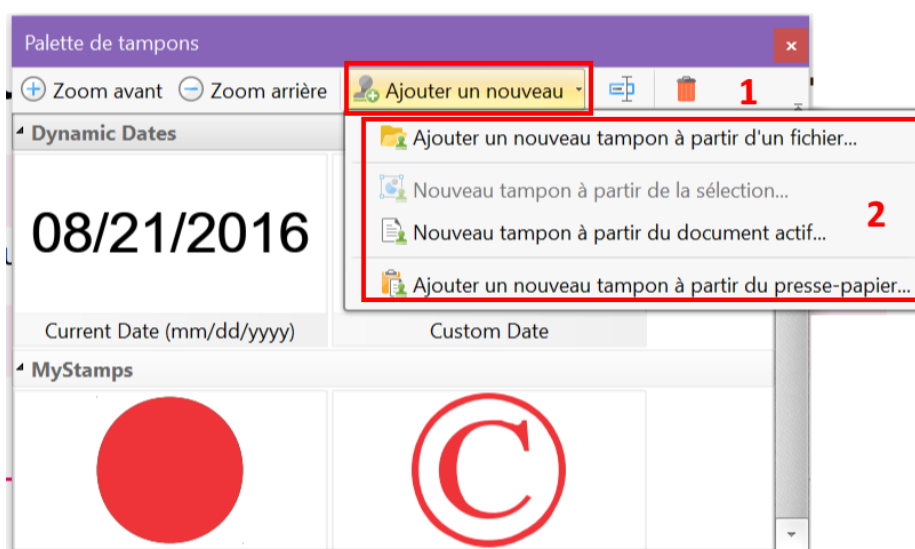 Palette de tampons
Zoom avant Zoom arrière Ajouter un nouveau 1
Dynamic Dates
Ajouter un nouveau tampon à partir d'un fichier...
Nouveau tampon à partir de la sélection...
08/21/2016
2
Nouveau tampon à partir du document actif...
Ajouter un nouveau tampon à partir du presse-papier...
Current Date (mm/dd/yyyy) Custom Date
MyStamps
©